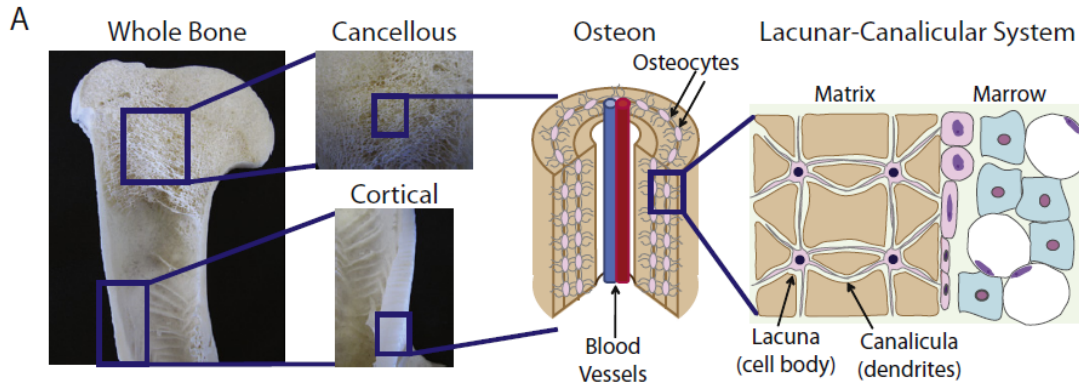 A
Whole Bone
Cancellous
Osteon
Lacunar-Canalicular System
Osteocytes
Matrix
Marrow
Cortical
Blood
Vessels
Lacuna
(cell body)
Canalicula
(dendrites)